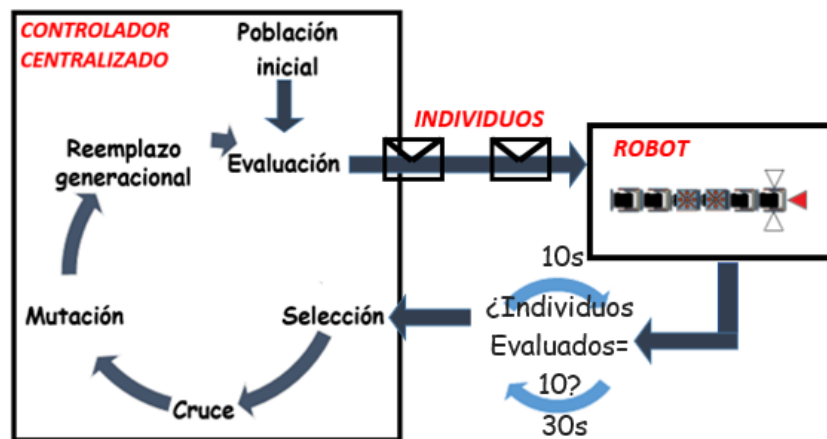 CONTROLADOR
CENTRALIZADO
Población
inicial
INDIVIDUOS
ROBOT
Reemplazo
generacional
Evaluación
10s
¿Individuos
Evaluados=
10?
30s
Selección
Mutación
Cruce